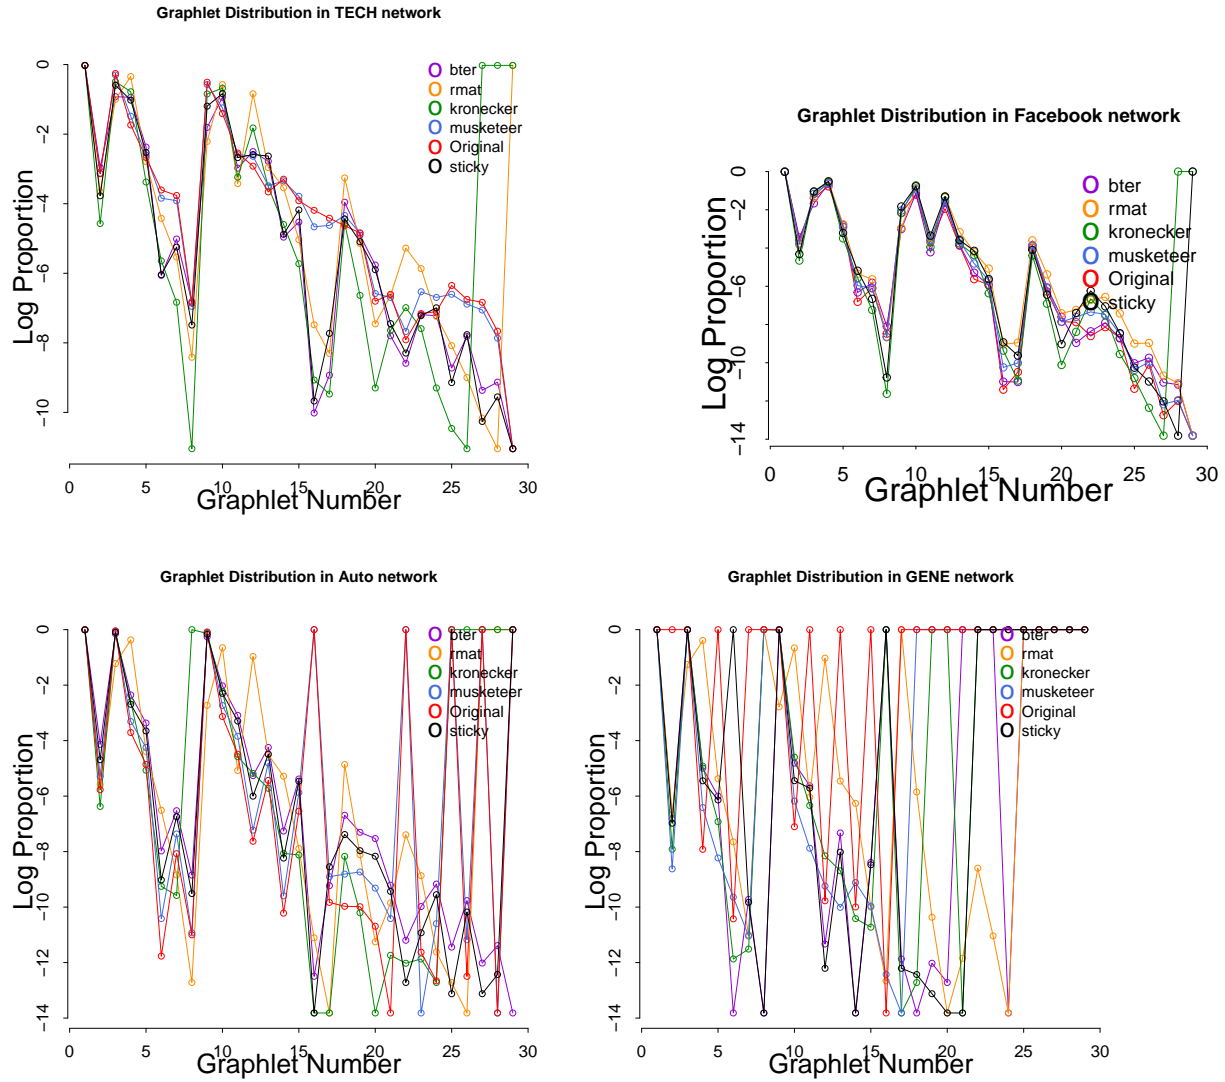 Graphlet Distribution in TECH network
0
−2
−4
−6
−8
−10
Log Proportion
O bter
O rmat
O kronecker
O musketeer
O Original
O sticky
0 5 10 15 20 25 30
Graphlet Number
Graphlet Distribution in Facebook network
0
−2
−6
−10
−14
Log Proportion
O bter
O rmat
O kronecker
O musketeer
O Original
O sticky
0 5 10 15 20 25 30
Graphlet Number
Graphlet Distribution in Auto network
0
−2
−4
−6
−8
−10
−12
−14
Log Proportion
O bter
O rmat
O kronecker
O musketeer
O Original
O sticky
0 5 10 15 20 25 30
Graphlet Number
Graphlet Distribution in GENE network
0
−2
−4
−6
−8
−10
−12
−14
Log Proportion
O bter
O rmat
O kronecker
O musketeer
O Original
O sticky
0 5 10 15 20 25 30
Graphlet Number